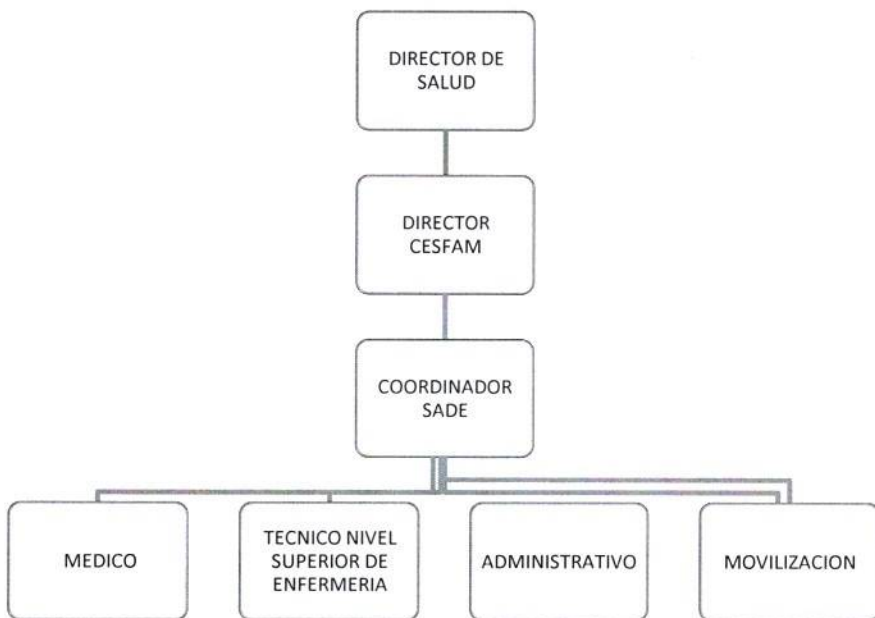 DIRECTOR DE
SALUD
DIRECTOR
CESFAM
COORDINADOR
SADE
MEDICO
TECNICO NIVEL
SUPERIOR DE
ENFERMERIA
ADMINISTRATIVO
MOVILIZACION